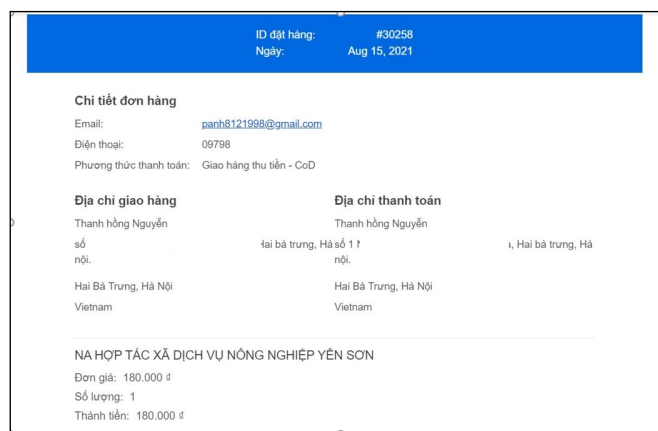 ID đặt hàng: #30258
Ngày: Aug 15, 2021
Chi tiết đơn hàng
Email: panh8121998@gmail.com
Điện thoại: 09798
Phương thức thanh toán: Giao hàng thu tiền - CoD
Địa chỉ giao hàng
Thanh hồng Nguyễn
số Hai bà trưng, Hà
nội.
Hai Bà Trưng, Hà Nội
Vietnam
Địa chỉ thanh toán
Thanh hồng Nguyễn
số 1 Hai bà trưng, Hà
nội.
Hai Bà Trưng, Hà Nội
Vietnam
NA HỢP TÁC XÃ DỊCH VỤ NÔNG NGHIỆP YÊN SƠN
Đơn giá: 180.000 đ
Số lượng: 1
Thành tiền: 180.000 đ